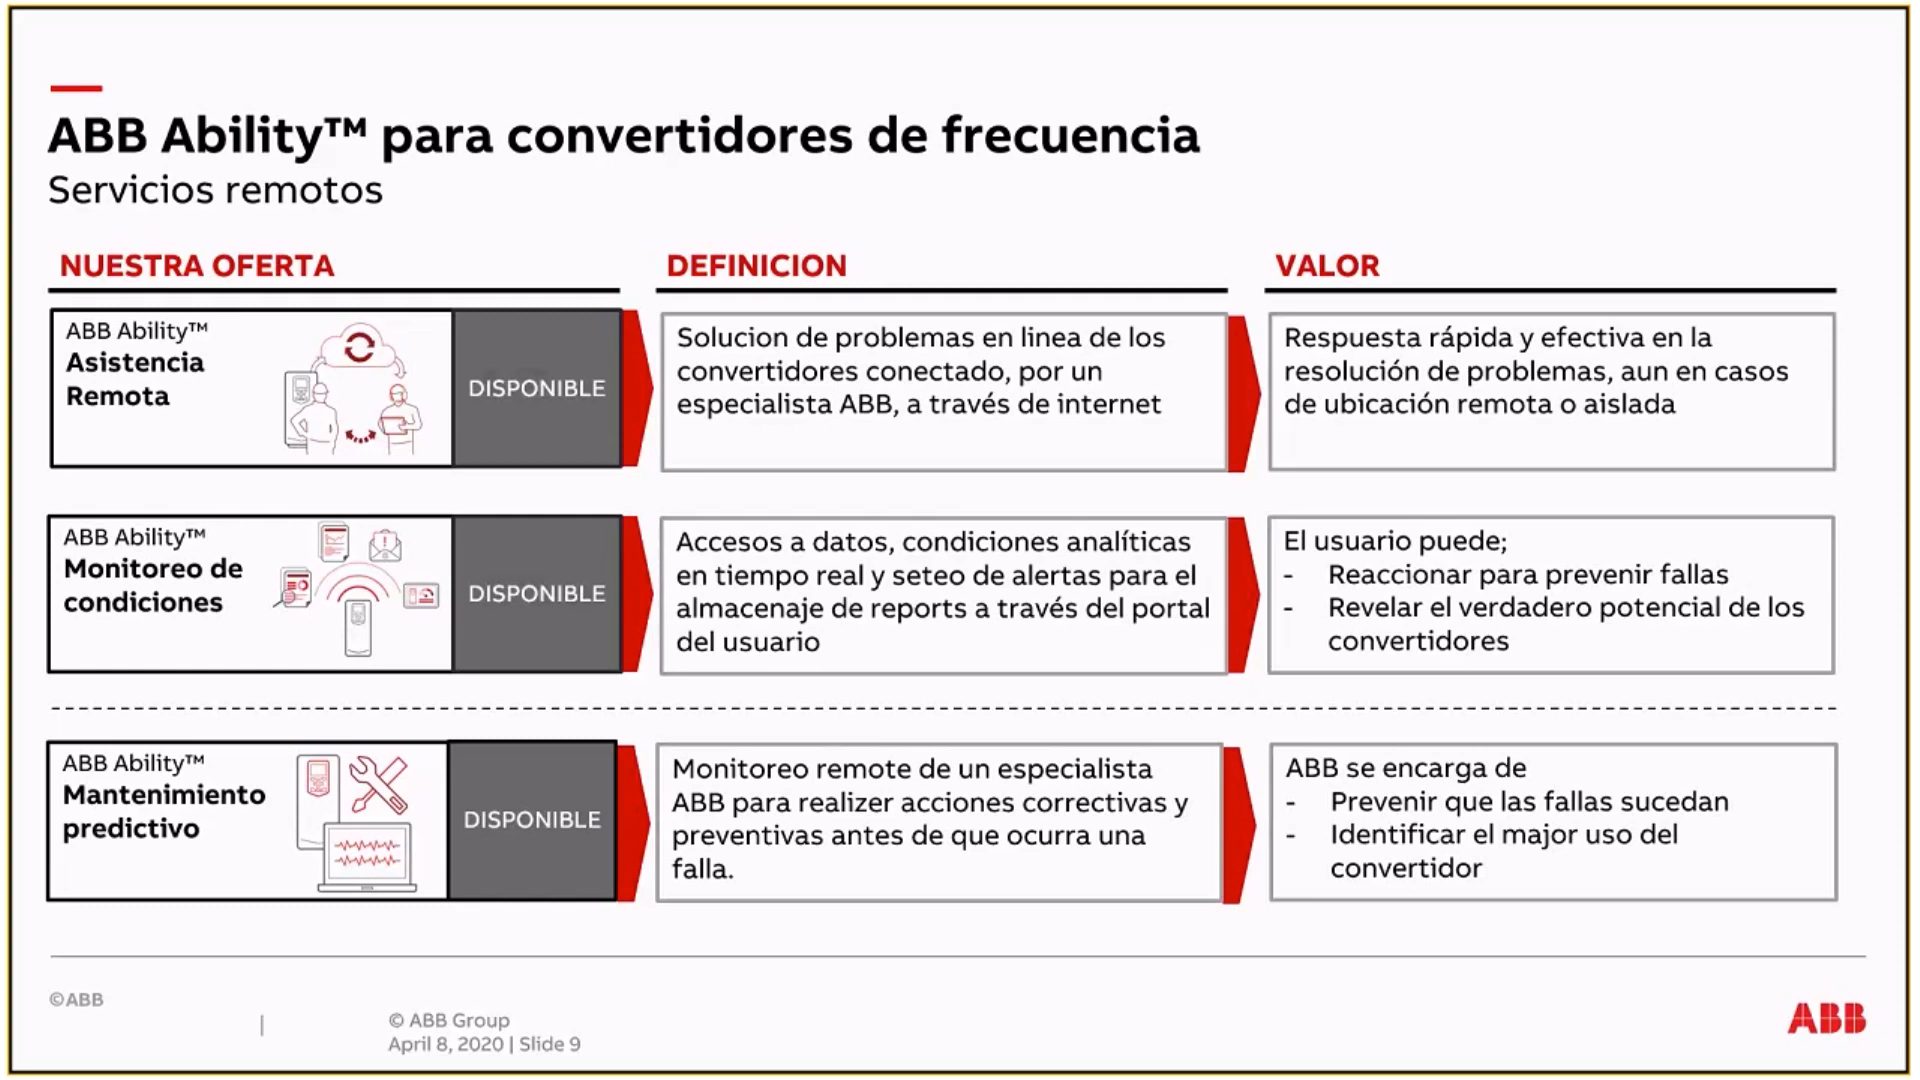 ABB Ability™ para convertidores de frecuencia
Servicios remotos
NUESTRA OFERTA
DEFINICION
VALOR
ABB Ability™
Asistencia
Remota
DISPONIBLE
Solucion de problemas en linea de los
convertidores conectado, por un
especialista ABB, a través de internet
Respuesta rápida y efectiva en la
resolución de problemas, aun en casos
de ubicación remota o aislada
ABB Ability™
Monitoreo de
condiciones
DISPONIBLE
Accesos a datos, condiciones analíticas
en tiempo real y seteo de alertas para el
almacenaje de reports a través del portal
del usuario
El usuario puede;
- Reaccionar para prevenir fallas
- Revelar el verdadero potencial de los
convertidores
ABB Ability™
Mantenimiento
predictivo
DISPONIBLE
Monitoreo remote de un especialista
ABB para realizer acciones correctivas y
preventivas antes de que ocurra una
falla.
ABB se encarga de
- Prevenir que las fallas sucedan
- Identificar el major uso del
convertidor
©ABB
© ABB Group
April 8, 2020 | Slide 9
ABB